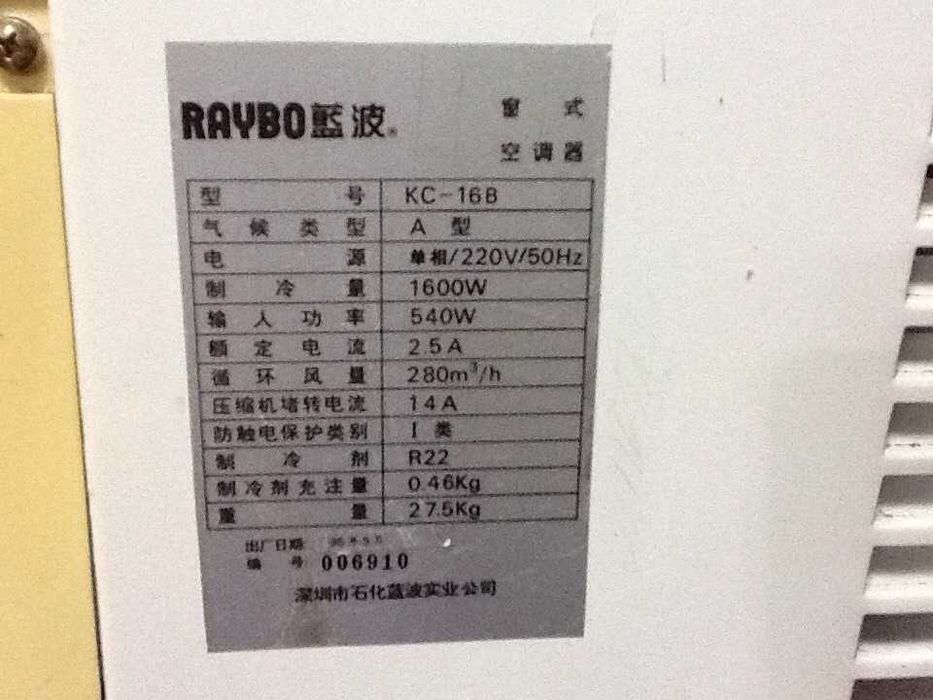 RAYBO蓝波® 窗式
空调器
型号 KC-16B
气候类型 A 型
电源 单相/220V/50Hz
制冷量 1600W
输入功率 540W
额定电流 2.5A
循环风量 280m³/h
压缩机堵转电流 14A
防触电保护类别 I 类
制冷剂 R22
制冷剂充注量 0.46Kg
重量 27.5Kg
出厂日期
编号 006910
深圳市石化蓝波实业公司